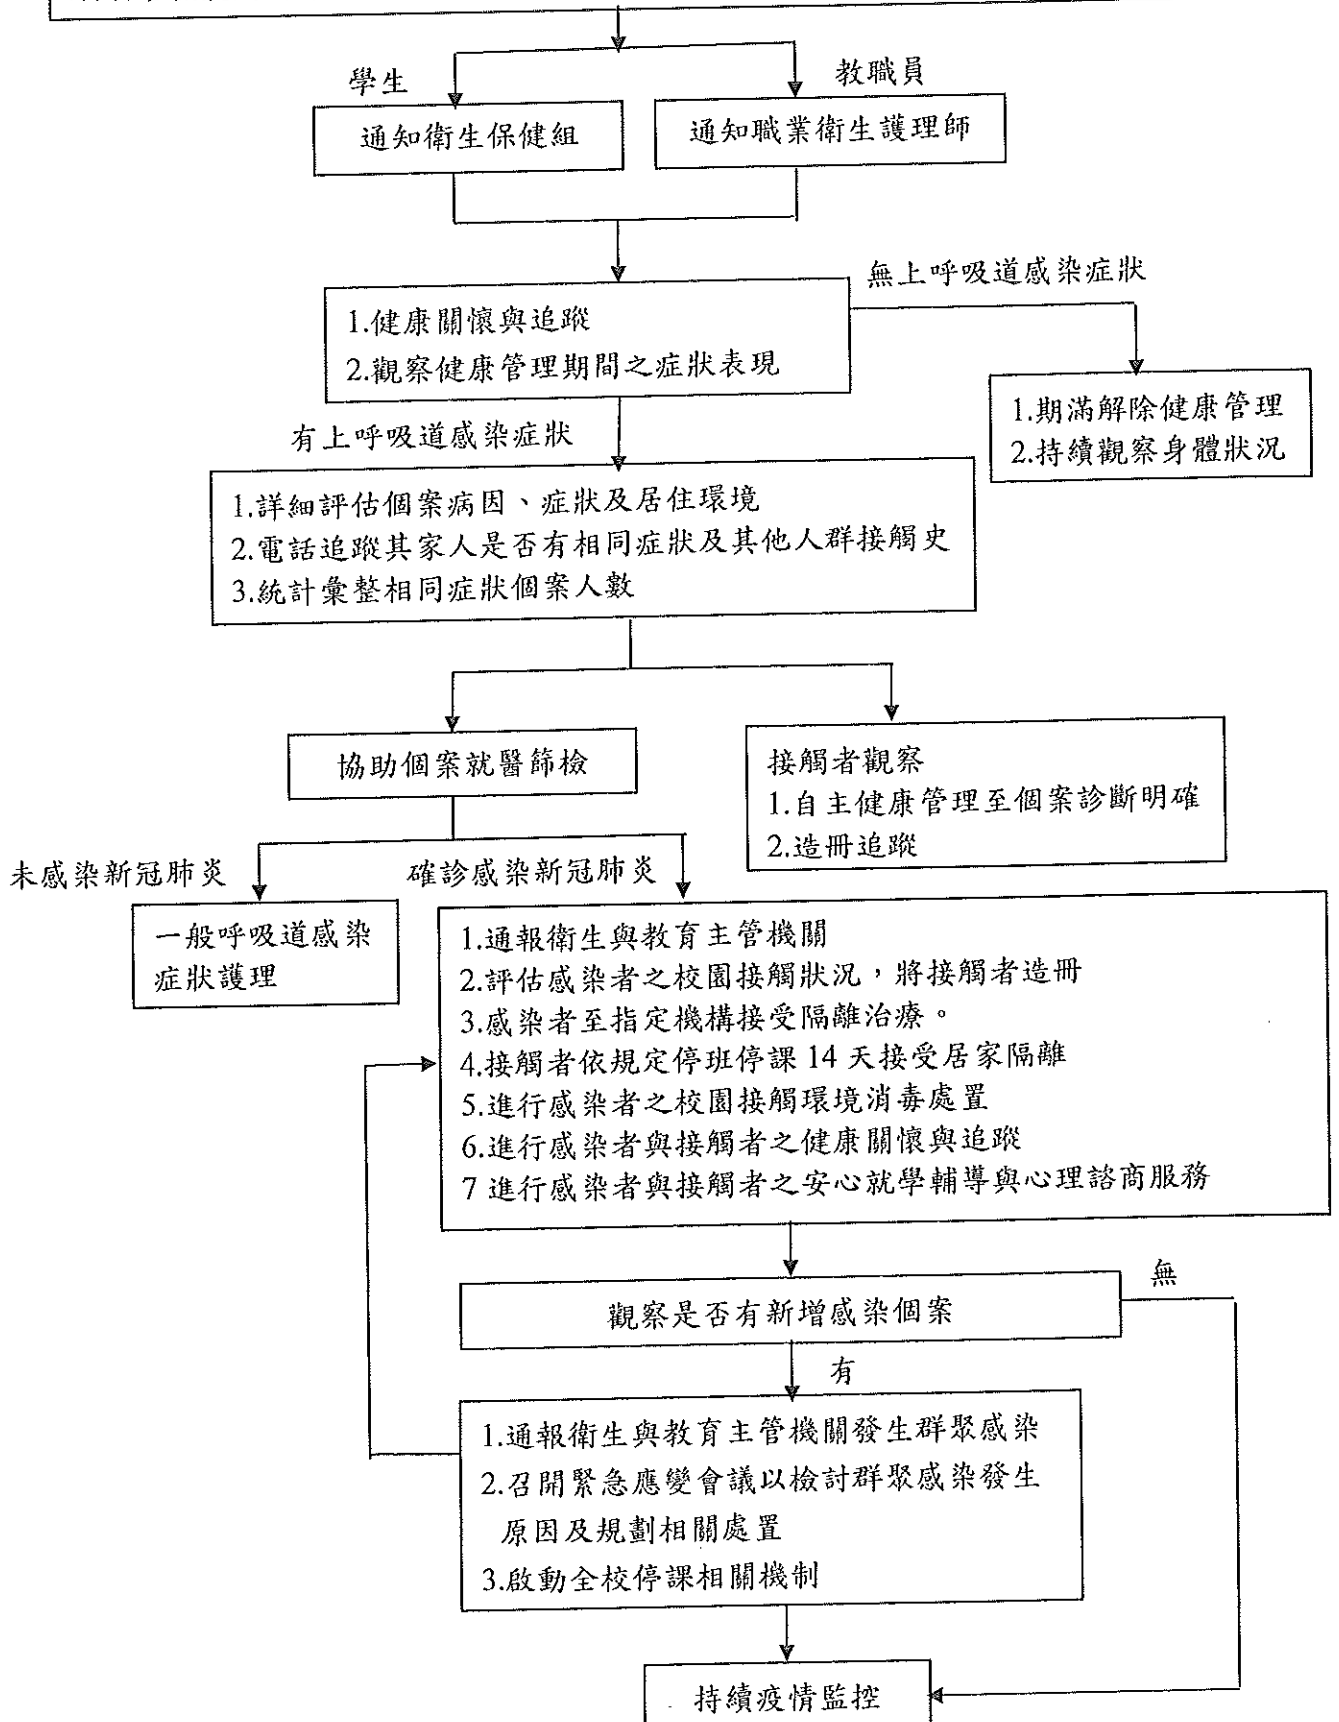 學生
教職員
通知衛生保健組
通知職業衛生護理師
無上呼吸道感染症狀
1.健康關懷與追蹤
2.觀察健康管理期間之症狀表現
1.期滿解除健康管理
2.持續觀察身體狀況
有上呼吸道感染症狀
1.詳細評估個案病因、症狀及居住環境
2.電話追蹤其家人是否有相同症狀及其他人群接觸史
3.統計彙整相同症狀個案人數
協助個案就醫篩檢
接觸者觀察
1.自主健康管理至個案診斷明確
2.造冊追蹤
未感染新冠肺炎
確診感染新冠肺炎
一般呼吸道感染
症狀護理
1.通報衛生與教育主管機關
2.評估感染者之校園接觸狀況，將接觸者造冊
3.感染者至指定機構接受隔離治療。
4.接觸者依規定停班停課 14 天接受居家隔離
5.進行感染者之校園接觸環境消毒處置
6.進行感染者與接觸者之健康關懷與追蹤
7 進行感染者與接觸者之安心就學輔導與心理諮商服務
觀察是否有新增感染個案
無
有
1.通報衛生與教育主管機關發生群聚感染
2.召開緊急應變會議以檢討群聚感染發生
原因及規劃相關處置
3.啟動全校停課相關機制
持續疫情監控